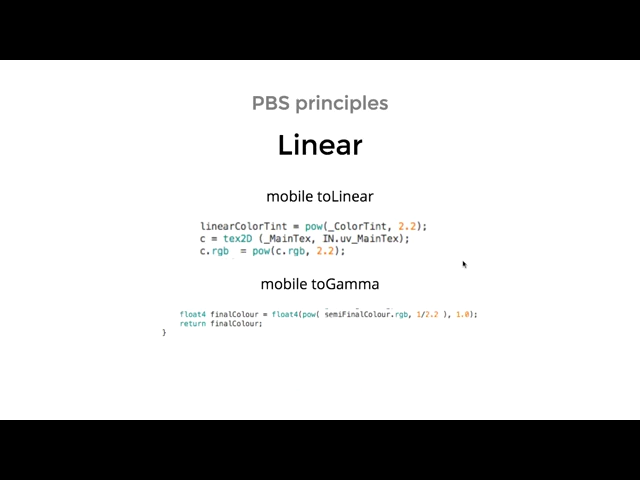 PBS principles
Linear
mobile toLinear
linearColorTint = pow(_ColorTint, 2.2);
c = tex2D (_MainTex, IN.uv_MainTex);
c.rgb = pow(c.rgb, 2.2);
mobile toGamma
float4 finalColour = float4(pow( semiFinalColour.rgb, 1/2.2 ), 1.0);
return finalColour;
}